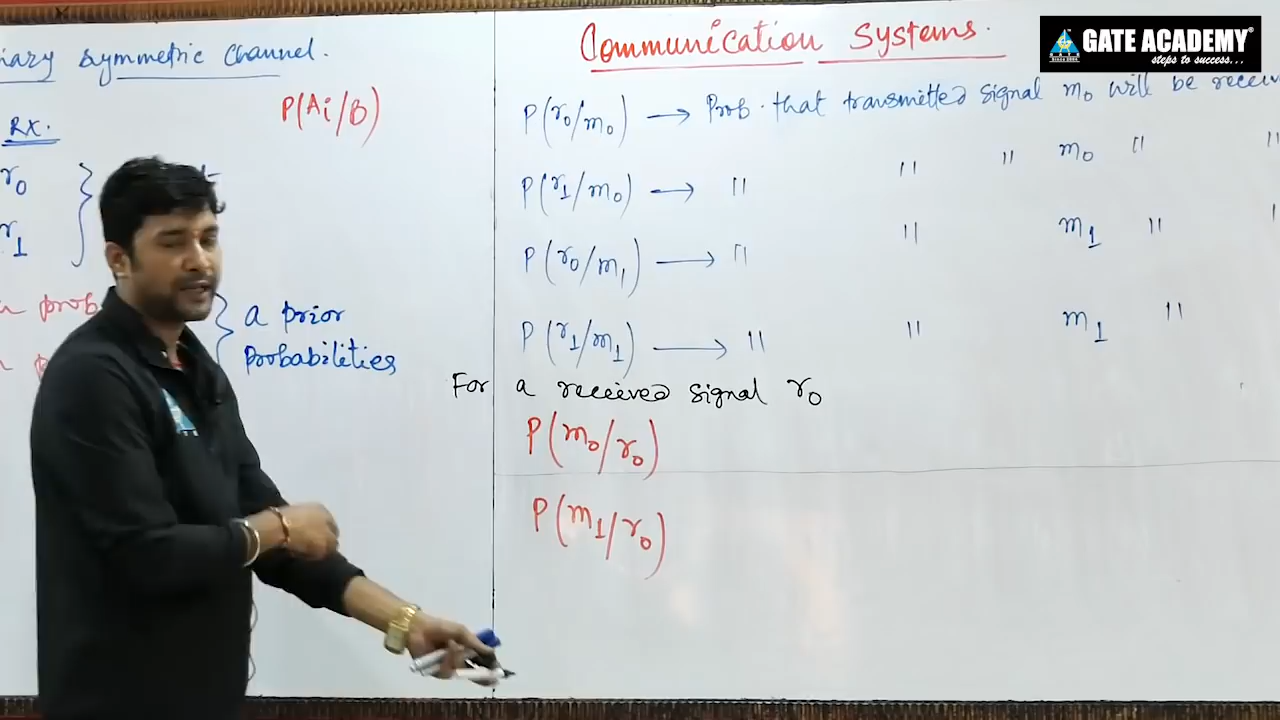 symmetric channel.
P(Ai/B)
RX.
r0
r1
prob
a prior
probabilities
Communication Systems.
P(r0/m0) → Prob. that transmitted signal m0 will be
P(r1/m0) → " " " m0 " "
P(r0/m1) → " " m1 " "
P(r1/m1) → " " m1 "
For a received signal r0
P(m0/r0)
P(m1/r0)
GATE ACADEMY®
steps to success...